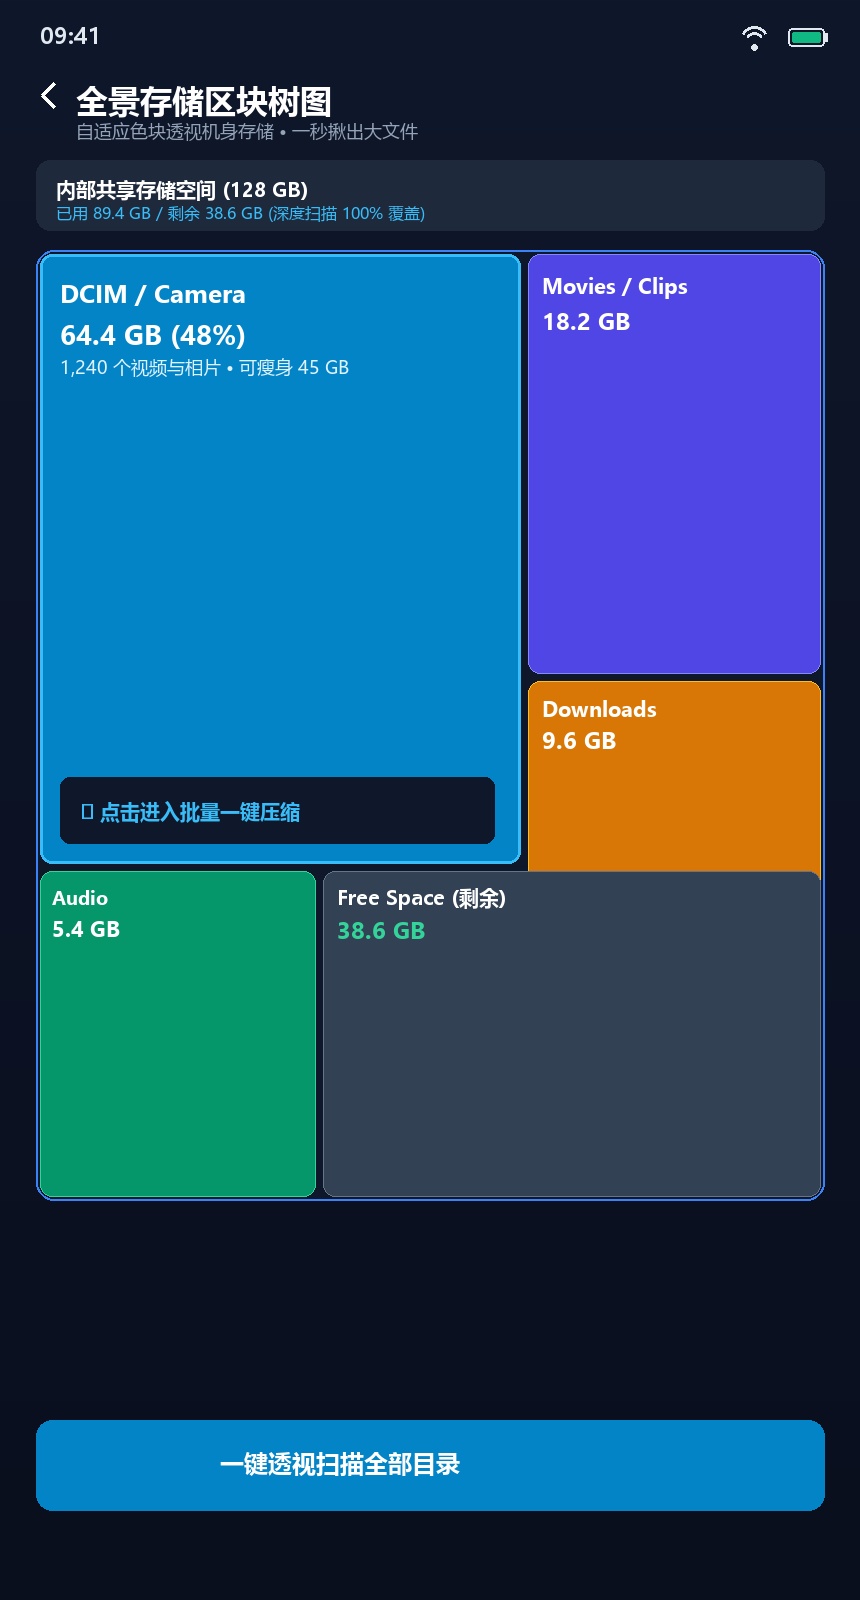 09:41
全景存储区块树图
自适应色块透视机身存储 • 一秒揪出大文件
内部共享存储空间 (128 GB)
已用 89.4 GB / 剩余 38.6 GB (深度扫描 100% 覆盖)
DCIM / Camera
64.4 GB (48%)
1,240 个视频与相片 • 可瘦身 45 GB
点击进入批量一键压缩
Movies / Clips
18.2 GB
Downloads
9.6 GB
Audio
5.4 GB
Free Space (剩余)
38.6 GB
一键透视扫描全部目录